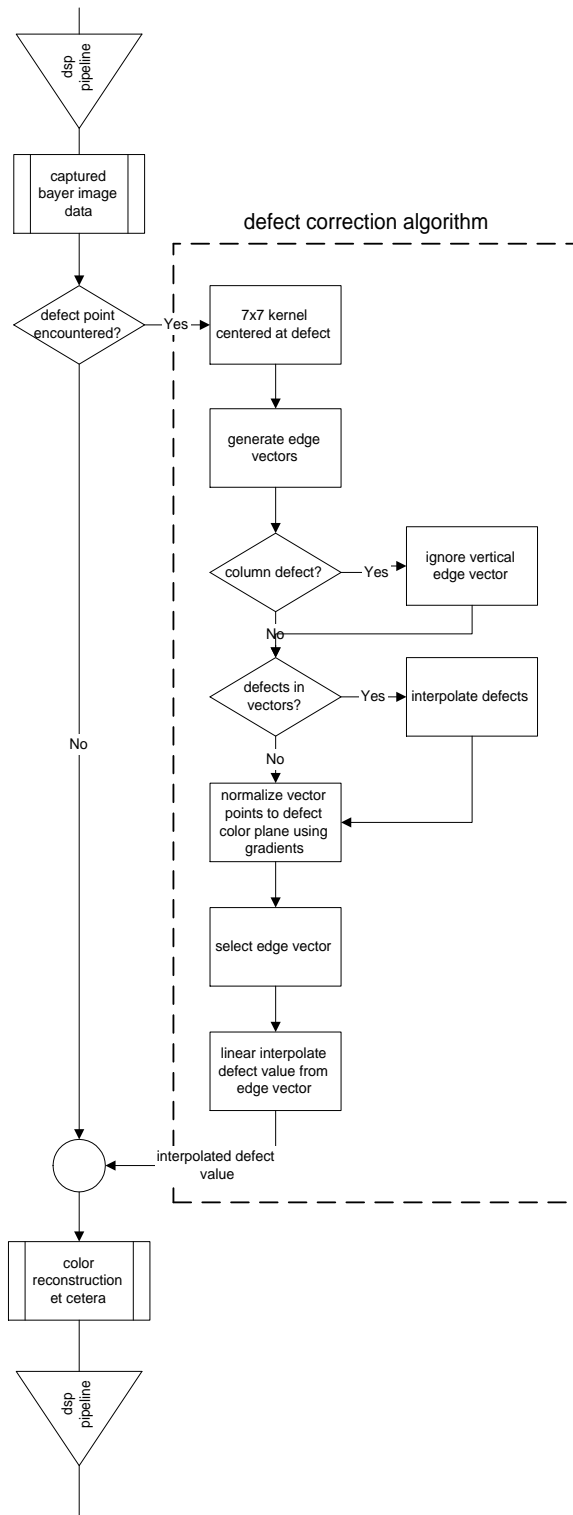 dsp
pipeline
captured
bayer image
data
defect correction algorithm
defect point
encountered?
Yes
7x7 kernel
centered at defect
generate edge
vectors
column defect?
Yes
ignore vertical
edge vector
No
defects in
vectors?
Yes
interpolate defects
No
No
normalize vector
points to defect
color plane using
gradients
select edge vector
linear interpolate
defect value from
edge vector
interpolated defect
value
color
reconstruction
et cetera
dsp
pipeline